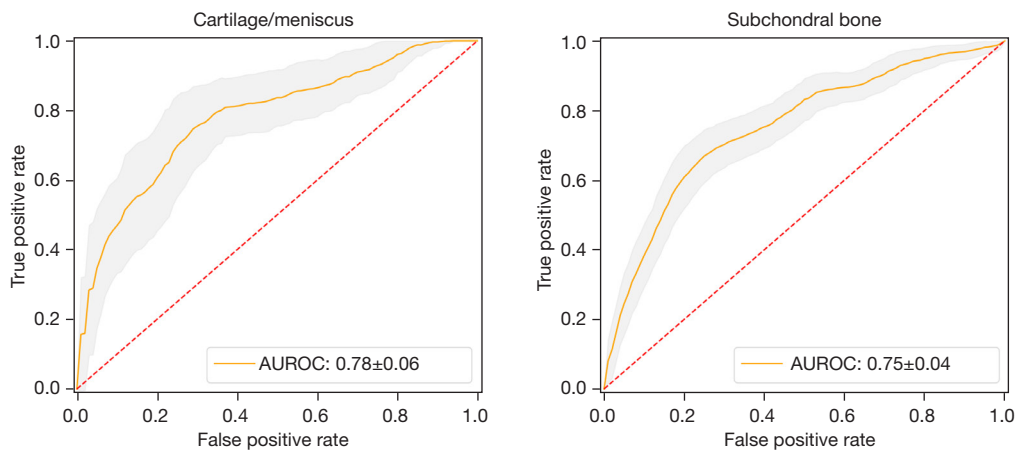 Cartilage/meniscus
1.0
0.8
0.6
0.4
0.2
0.0
True positive rate
AUROC: 0.78±0.06
0.0 0.2 0.4 0.6 0.8 1.0
False positive rate
Subchondral bone
1.0
0.8
0.6
0.4
0.2
0.0
True positive rate
AUROC: 0.75±0.04
0.0 0.2 0.4 0.6 0.8 1.0
False positive rate